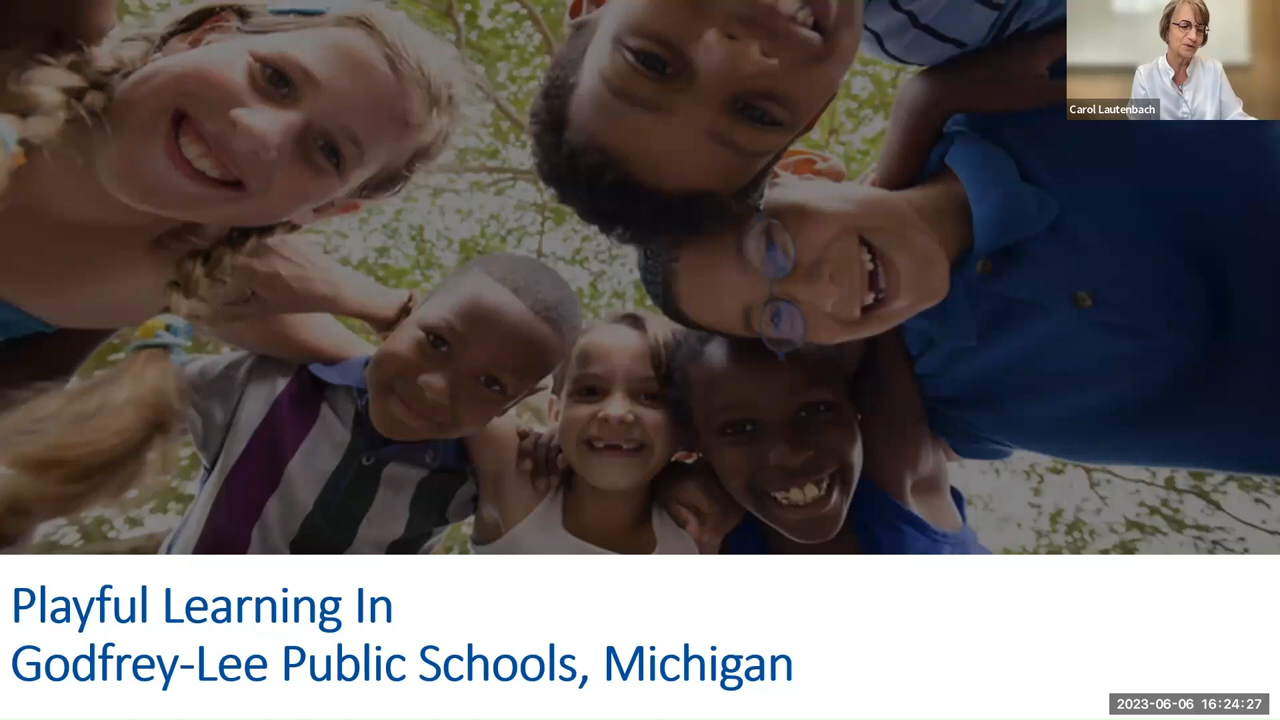 Carol Lautenbach
Playful Learning In
Godfrey-Lee Public Schools, Michigan
2023-06-06 16:24:27